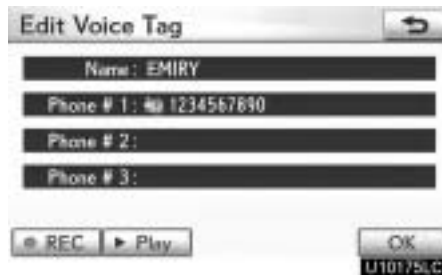 Edit Voice Tag
Name: EMIRY
Phone # 1: 1234567890
Phone # 2:
Phone # 3:
REC Play OK
U10175LC